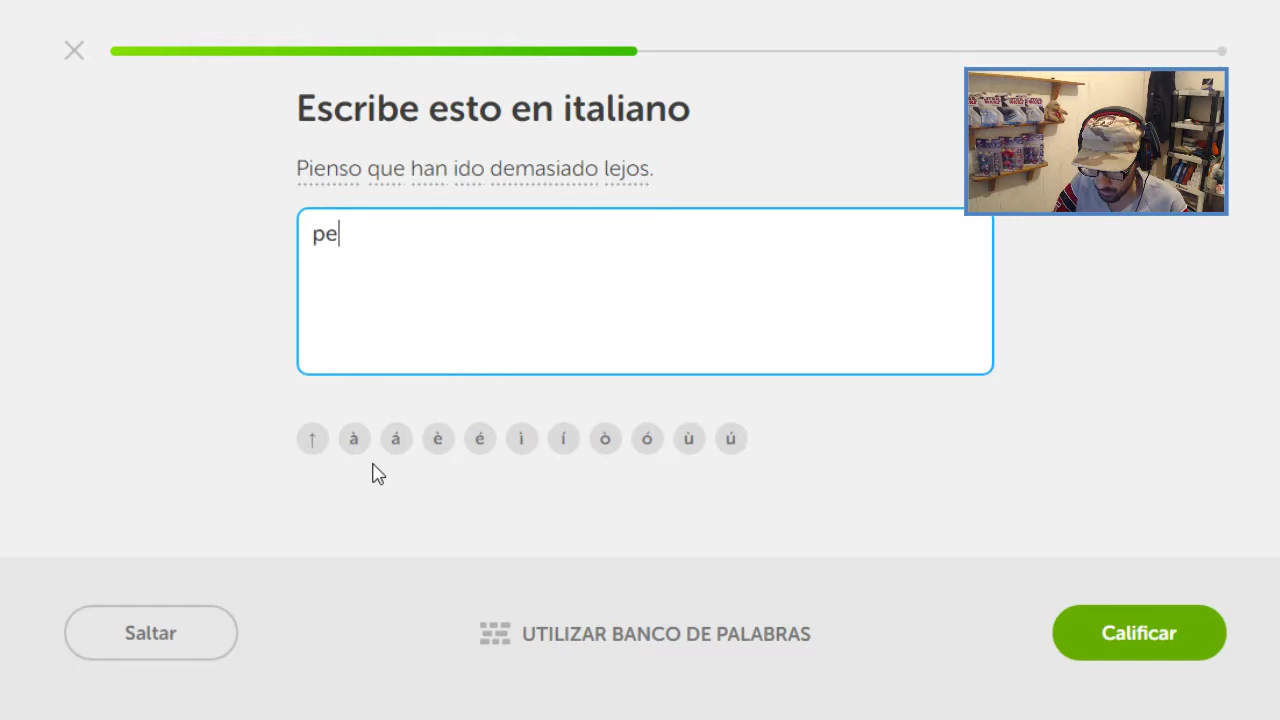 Escribe esto en italiano
Pienso que han ido demasiado lejos.
pe
↑ à á è é ì í ò ó ù ú
Saltar
UTILIZAR BANCO DE PALABRAS
Calificar